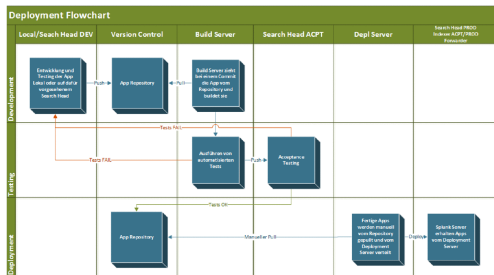 Deployment Flowchart
Local/Seach Head DEV
Version Control
Build Server
Search Head ACPT
Depl Server
Search Head PROD
Indexer ACPT/PROD
Forwarder
Development
Entwicklung und
Testing der App
Lokal oder auf dafür
vorgesehenem
Search Head
Push
App Repository
Pull
Build Server zieht
bei einem Commit
die App vom
Repository und
buildet sie
Tests FAIL
Testing
Tests FAIL
Ausführen von
automatisierten
Tests
Push
Acceptance
Testing
Tests OK
Deployment
App Repository
Manueller Pull
Fertige Apps
werden manuell
vom Repository
gepullt und vom
Deployment
Server verteilt
Deploy
Splunk Server
erhalten Apps
vom Deployment
Server